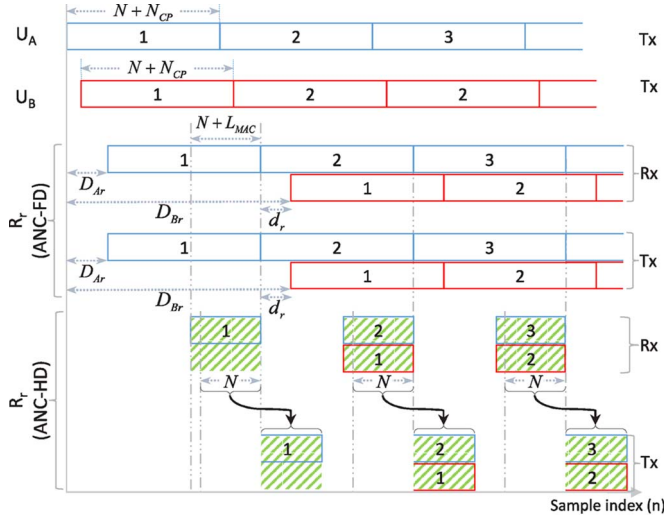 N + N_CP
U_A 1 2 3 Tx
N + N_CP
U_B 1 2 2 Tx
N + L_MAC
R_r (ANC-FD)
1 2 3 Rx
D_Ar 1 2
D_Br d_r
1 2 3 Tx
D_Ar 1 2
D_Br d_r
R_r (ANC-HD)
1 2 3 Rx
1 2
N N N
1 2 3 Tx
1 2
Sample index (n)